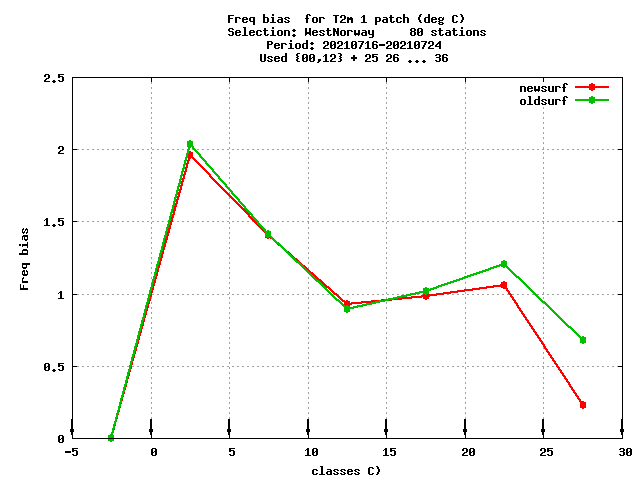 Freq bias  for T2m 1 patch (deg C)
Selection: WestNorway     80 stations
Period: 20210716-20210724
Used {00,12} + 25 26 ... 36
newsurf
oldsurf
2.5
2
1.5
1
0.5
0
Freq bias
-5 0 5 10 15 20 25 30
classes C)